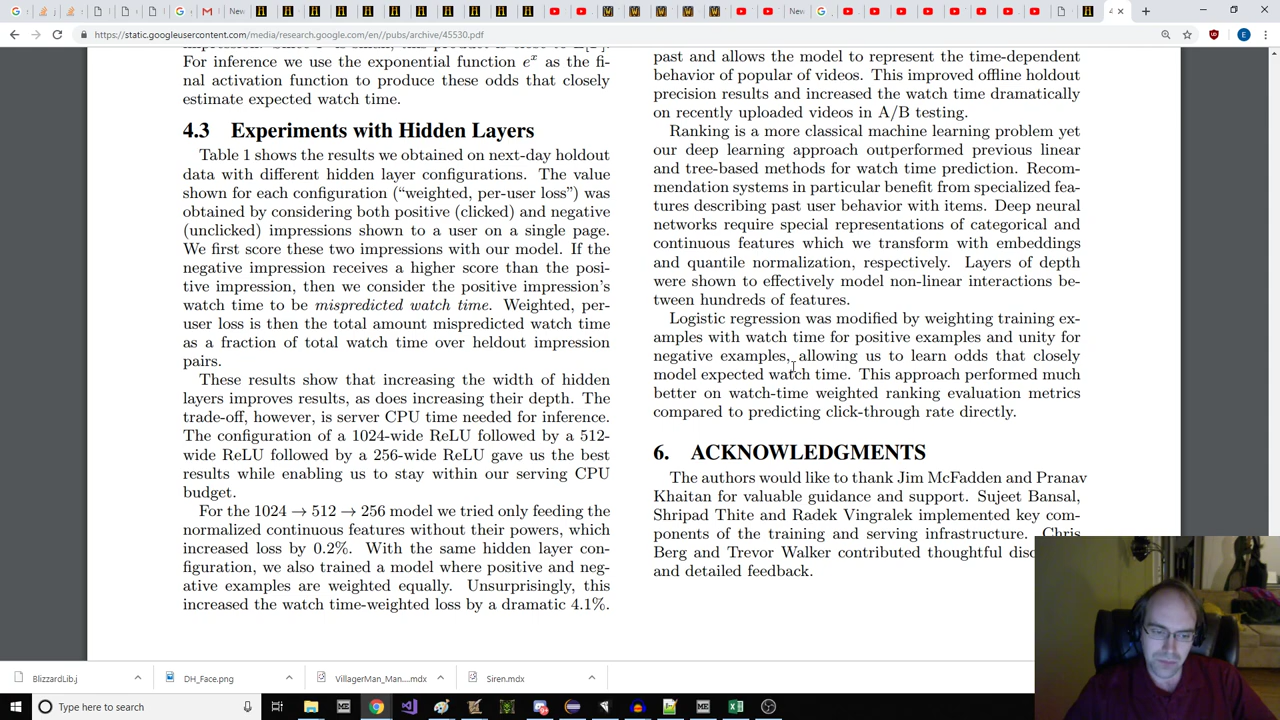 New
New
4
https://static.googleusercontent.com/media/research.google.com/en//pubs/archive/45530.pdf
E
For inference we use the exponential function eˣ as the fi-
nal activation function to produce these odds that closely
estimate expected watch time.
4.3 Experiments with Hidden Layers
Table 1 shows the results we obtained on next-day holdout
data with different hidden layer configurations. The value
shown for each configuration (“weighted, per-user loss”) was
obtained by considering both positive (clicked) and negative
(unclicked) impressions shown to a user on a single page.
We first score these two impressions with our model. If the
negative impression receives a higher score than the posi-
tive impression, then we consider the positive impression’s
watch time to be mispredicted watch time. Weighted, per-
user loss is then the total amount mispredicted watch time
as a fraction of total watch time over heldout impression
pairs.
These results show that increasing the width of hidden
layers improves results, as does increasing their depth. The
trade-off, however, is server CPU time needed for inference.
The configuration of a 1024-wide ReLU followed by a 512-
wide ReLU followed by a 256-wide ReLU gave us the best
results while enabling us to stay within our serving CPU
budget.
For the 1024 → 512 → 256 model we tried only feeding the
normalized continuous features without their powers, which
increased loss by 0.2%. With the same hidden layer con-
figuration, we also trained a model where positive and neg-
ative examples are weighted equally. Unsurprisingly, this
increased the watch time-weighted loss by a dramatic 4.1%.
past and allows the model to represent the time-dependent
behavior of popular of videos. This improved offline holdout
precision results and increased the watch time dramatically
on recently uploaded videos in A/B testing.
Ranking is a more classical machine learning problem yet
our deep learning approach outperformed previous linear
and tree-based methods for watch time prediction. Recom-
mendation systems in particular benefit from specialized fea-
tures describing past user behavior with items. Deep neural
networks require special representations of categorical and
continuous features which we transform with embeddings
and quantile normalization, respectively. Layers of depth
were shown to effectively model non-linear interactions be-
tween hundreds of features.
Logistic regression was modified by weighting training ex-
amples with watch time for positive examples and unity for
negative examples, allowing us to learn odds that closely
model expected watch time. This approach performed much
better on watch-time weighted ranking evaluation metrics
compared to predicting click-through rate directly.
6. ACKNOWLEDGMENTS
The authors would like to thank Jim McFadden and Pranav
Khaitan for valuable guidance and support. Sujeet Bansal,
Shripad Thite and Radek Vingralek implemented key com-
ponents of the training and serving infrastructure. Chris
Berg and Trevor Walker contributed thoughtful
and detailed feedback.
BlizzardLib.j
DH_Face.png
VillagerMan_Man....mdx
Siren.mdx
Type here to search
ME
ME
3:35 PM